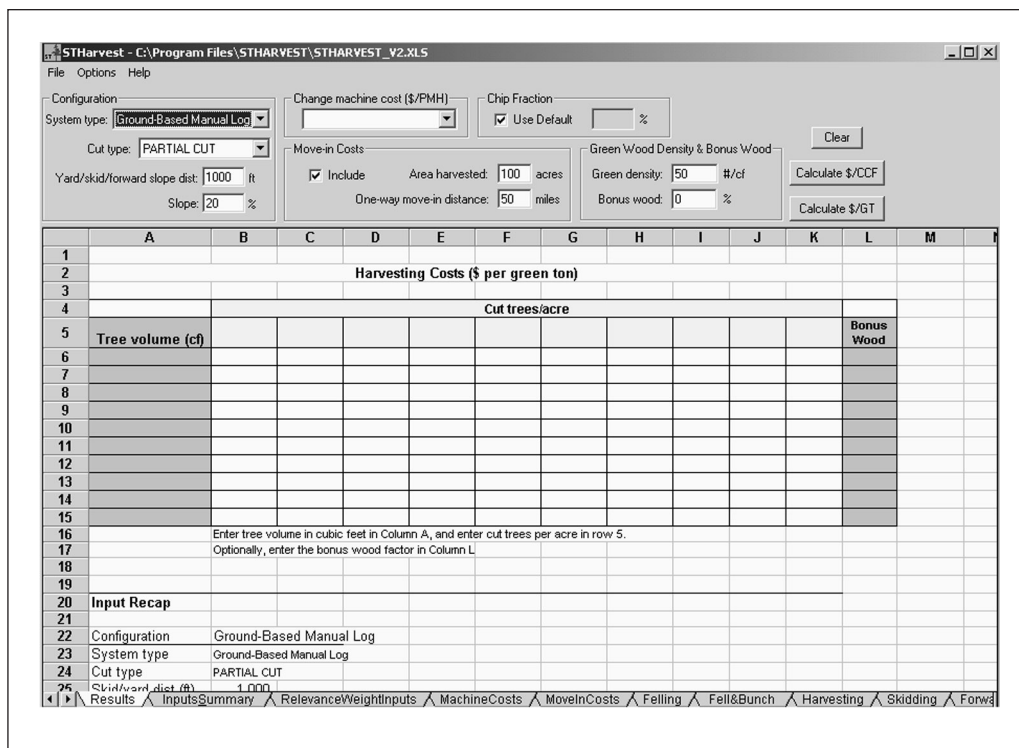 STHarvest - C:\Program Files\STHARVEST\STHARVEST_V2.XLS
File Options Help
Configuration
System type: Ground-Based Manual Log
Cut type: PARTIAL CUT
Yard/skid/forward slope dist: 1000 ft
Slope: 20 %
Change machine cost ($/PMH)
Chip Fraction
Use Default %
Move-in Costs
Include Area harvested: 100 acres
One-way move-in distance: 50 miles
Green Wood Density & Bonus Wood
Green density: 50 #/cf
Bonus wood: 0 %
Clear
Calculate $/CCF
Calculate $/GT
A B C D E F G H I J K L M N
1
2 Harvesting Costs ($ per green ton)
3
4 Cut trees/acre
5 Tree volume (cf) Bonus Wood
6
7
8
9
10
11
12
13
14
15
16 Enter tree volume in cubic feet in Column A, and enter cut trees per acre in row 5.
17 Optionally, enter the bonus wood factor in Column L
18
19
20 Input Recap
21
22 Configuration Ground-Based Manual Log
23 System type Ground-Based Manual Log
24 Cut type PARTIAL CUT
25 Skid/yard dist (ft) 1,000
Results InputsSummary RelevanceWeightInputs MachineCosts MoveInCosts Felling Fell&Bunch Harvesting Skidding Forwa